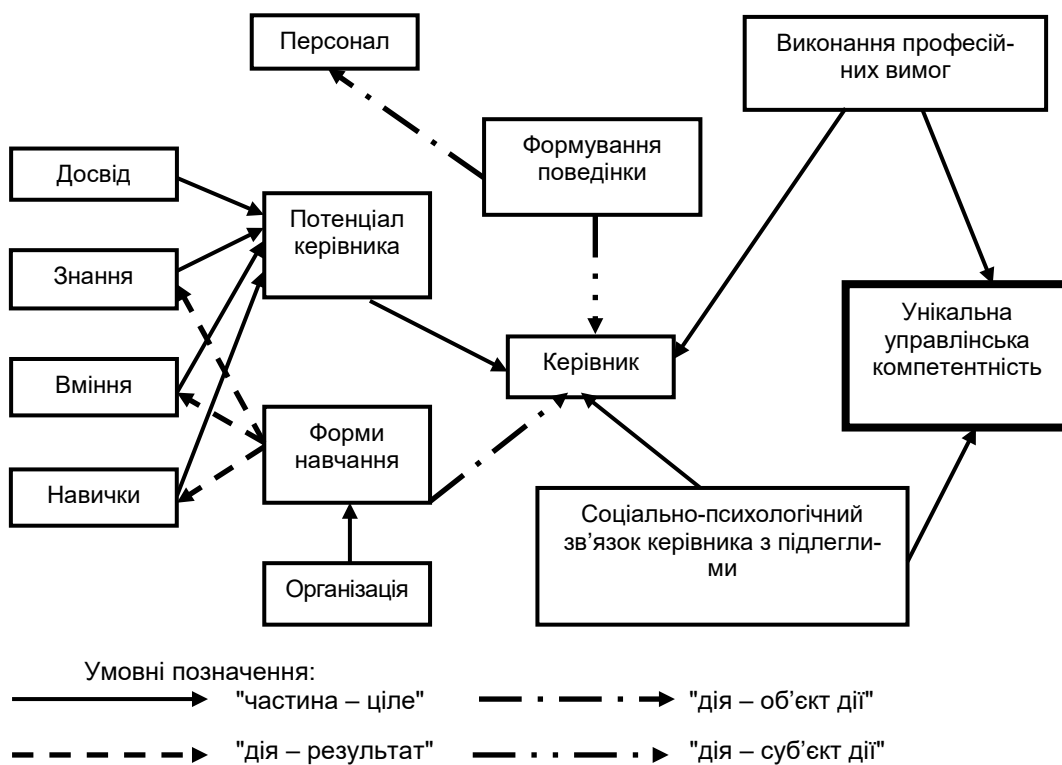 Персонал
Виконання професій-
них вимог
Формування
поведінки
Досвід
Потенціал
керівника
Знання
Унікальна
управлінська
компетентність
Керівник
Вміння
Форми
навчання
Навички
Соціально-психологічний
зв’язок керівника з підлегли-
ми
Організація
Умовні позначення:
"частина – ціле"
"дія – об’єкт дії"
"дія – результат"
"дія – суб’єкт дії"